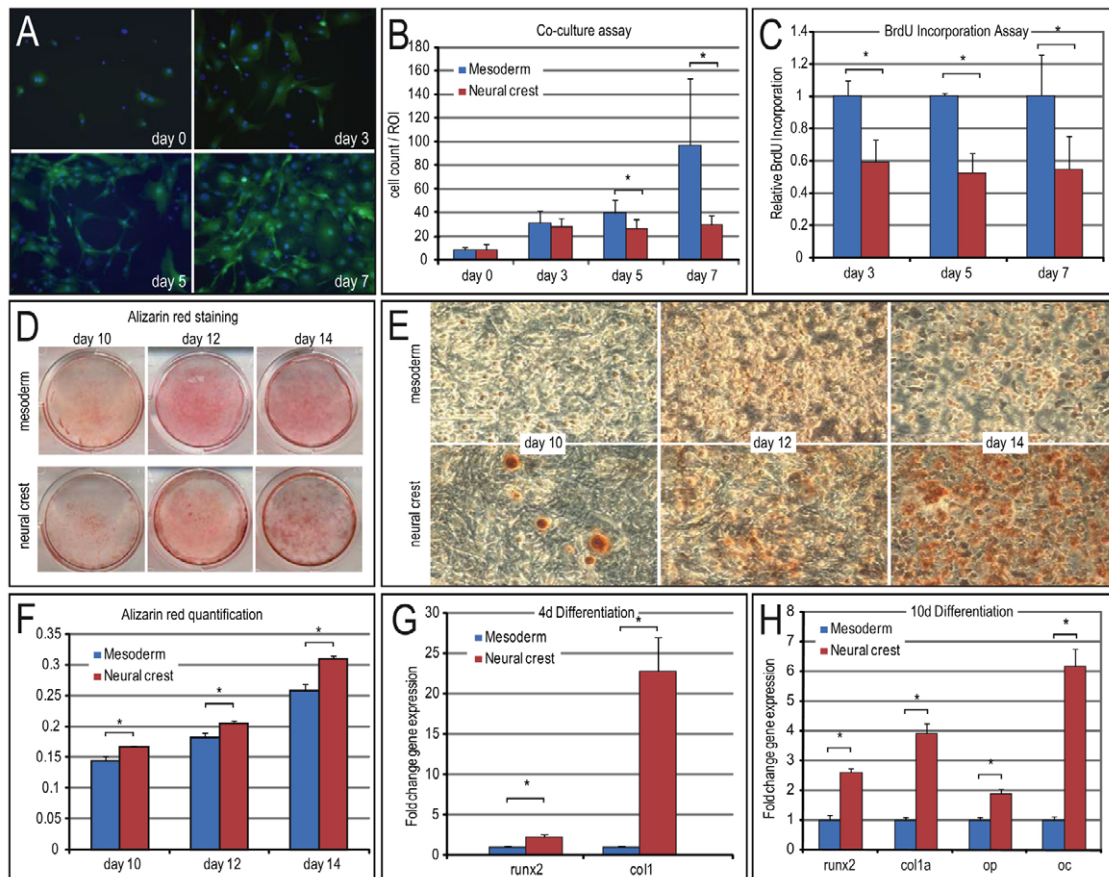 A
day 0
day 3
day 5
day 7
B
Co-culture assay
cell count / ROI
180
160
140
120
100
80
60
40
20
0
Mesoderm
Neural crest
*
*
day 0
day 3
day 5
day 7
C
BrdU Incorporation Assay
Relative BrdU Incorporation
1.4
1.2
1
0.8
0.6
0.4
0.2
0
Mesoderm
Neural crest
*
*
*
day 3
day 5
day 7
D
Alizarin red staining
day 10
day 12
day 14
mesoderm
neural crest
E
mesoderm
neural crest
day 10
day 12
day 14
F
Alizarin red quantification
0.35
0.3
0.25
0.2
0.15
0.1
0.05
0
Mesoderm
Neural crest
*
*
*
day 10
day 12
day 14
G
4d Differentiation
Fold change gene expression
30
25
20
15
10
5
0
Mesoderm
Neural crest
*
*
runx2
col1
H
10d Differentiation
Fold change gene expression
8
7
6
5
4
3
2
1
0
Mesoderm
Neural crest
*
*
*
*
runx2
col1a
op
oc